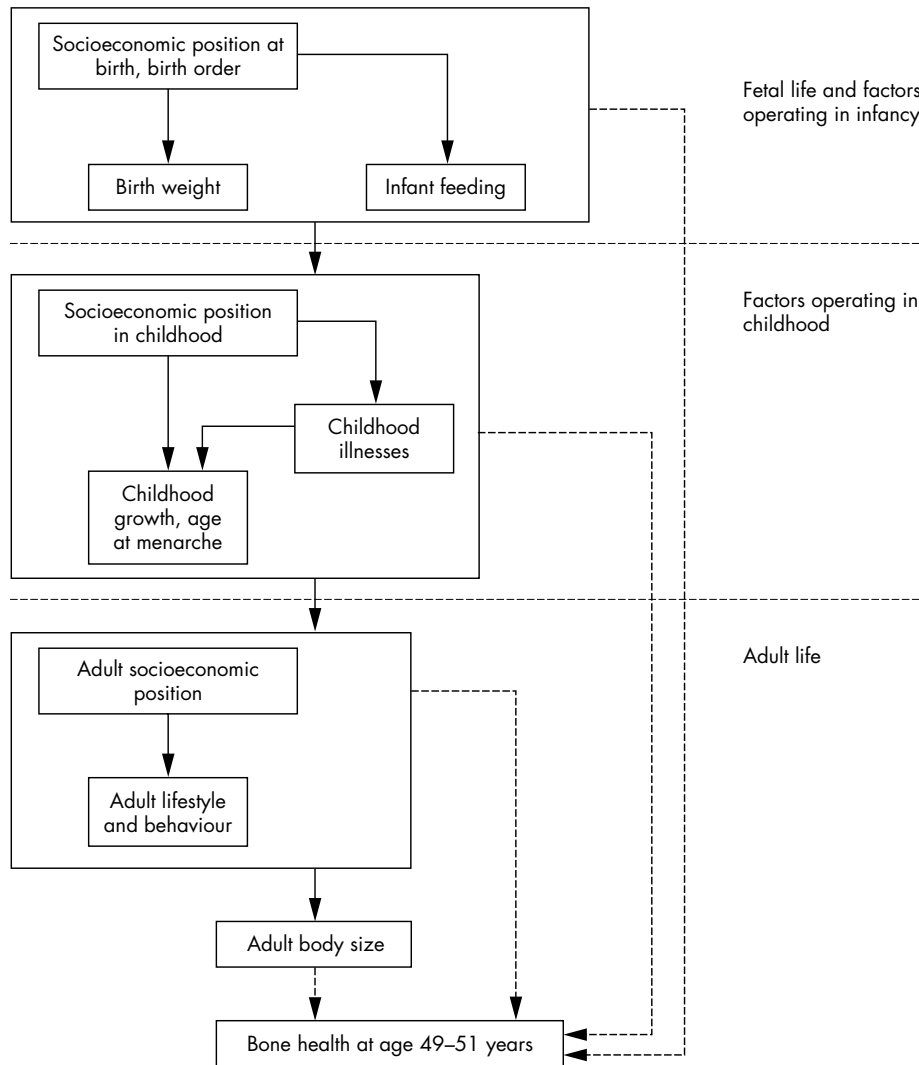 Socioeconomic position at
birth, birth order
Fetal life and factors
operating in infancy
Birth weight
Infant feeding
Socioeconomic position
in childhood
Factors operating in
childhood
Childhood
illnesses
Childhood
growth, age
at menarche
Adult socioeconomic
position
Adult life
Adult lifestyle
and behaviour
Adult body size
Bone health at age 49–51 years